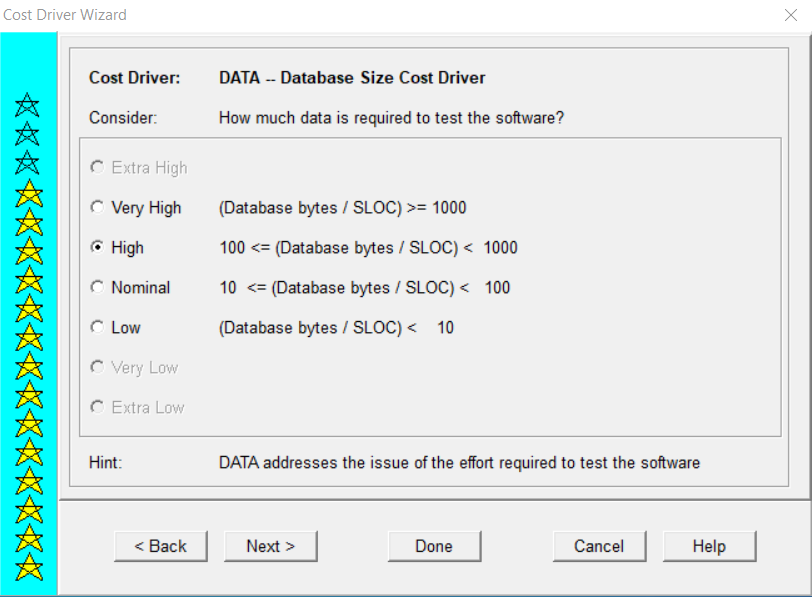 Cost Driver Wizard
Cost Driver: DATA -- Database Size Cost Driver
Consider: How much data is required to test the software?
Extra High
Very High (Database bytes / SLOC) >= 1000
High 100 <= (Database bytes / SLOC) < 1000
Nominal 10 <= (Database bytes / SLOC) < 100
Low (Database bytes / SLOC) < 10
Very Low
Extra Low
Hint: DATA addresses the issue of the effort required to test the software
< Back Next > Done Cancel Help